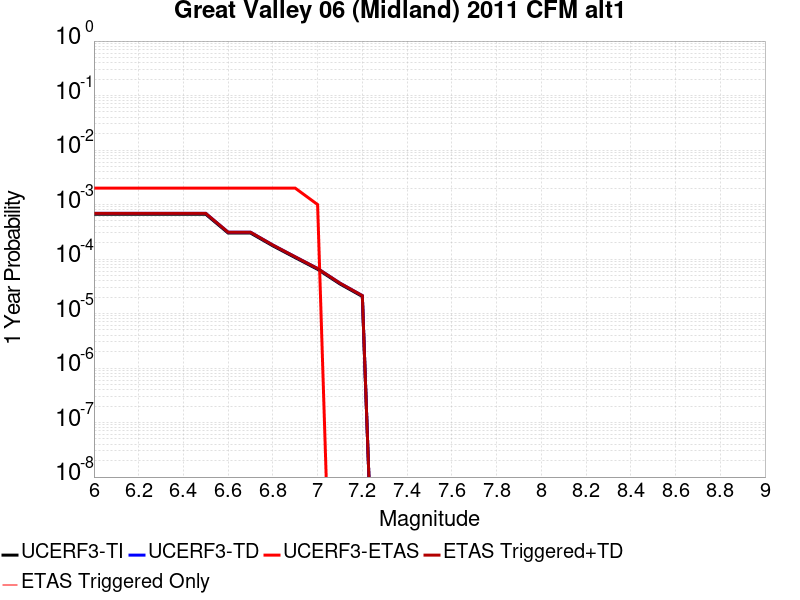 Great Valley 06 (Midland) 2011 CFM alt1
10^0
10^-1
10^-2
10^-3
10^-4
10^-5
10^-6
10^-7
10^-8
1 Year Probability
6 6.2 6.4 6.6 6.8 7 7.2 7.4 7.6 7.8 8 8.2 8.4 8.6 8.8 9
Magnitude
UCERF3-TI UCERF3-TD UCERF3-ETAS ETAS Triggered+TD
ETAS Triggered Only